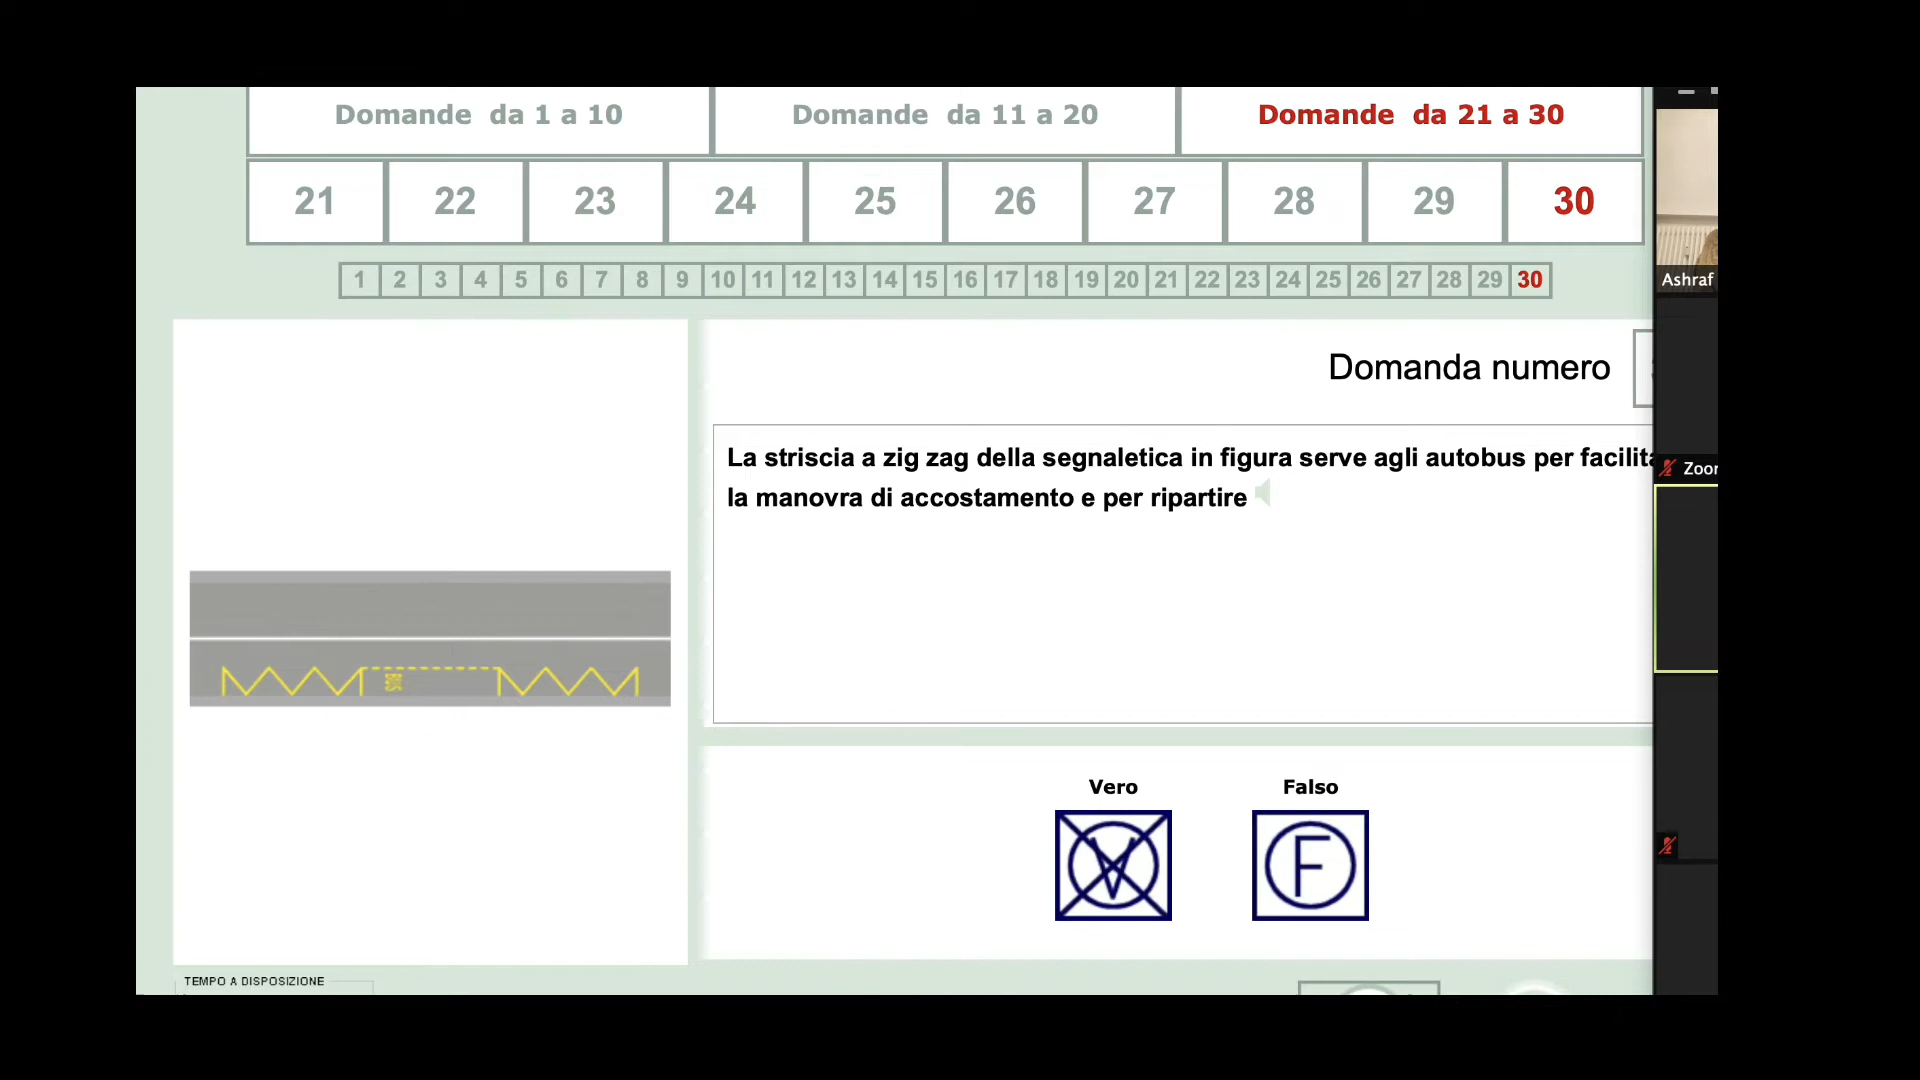 Domande da 1 a 10
Domande da 11 a 20
Domande da 21 a 30
21 22 23 24 25 26 27 28 29 30
1 2 3 4 5 6 7 8 9 10 11 12 13 14 15 16 17 18 19 20 21 22 23 24 25 26 27 28 29 30
Ashraf
Domanda numero
La striscia a zig zag della segnaletica in figura serve agli autobus per facilita
la manovra di accostamento e per ripartire
Zoor
BUS
Vero
Falso
V
F
TEMPO A DISPOSIZIONE